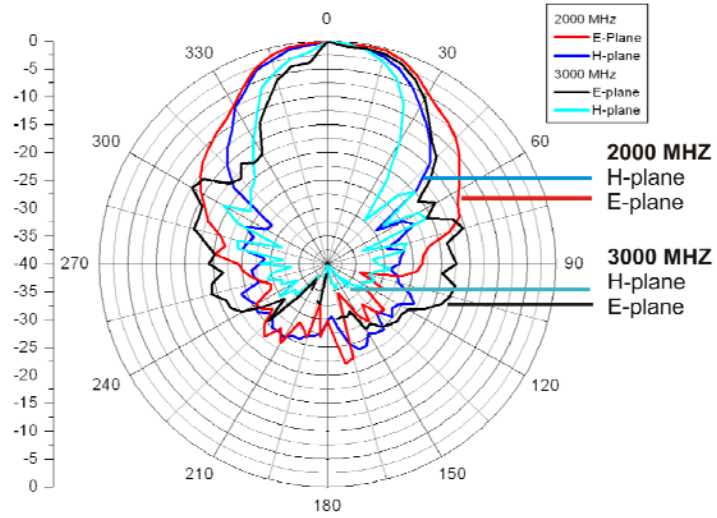 0
330
30
300
60
270
90
240
120
210
150
180
0
-5
-10
-15
-20
-25
-30
-35
-40
-35
-30
-25
-20
-15
-10
-5
0
2000 MHz
E-Plane
H-plane
3000 MHz
E-plane
H-plane
2000 MHZ
H-plane
E-plane
3000 MHZ
H-plane
E-plane